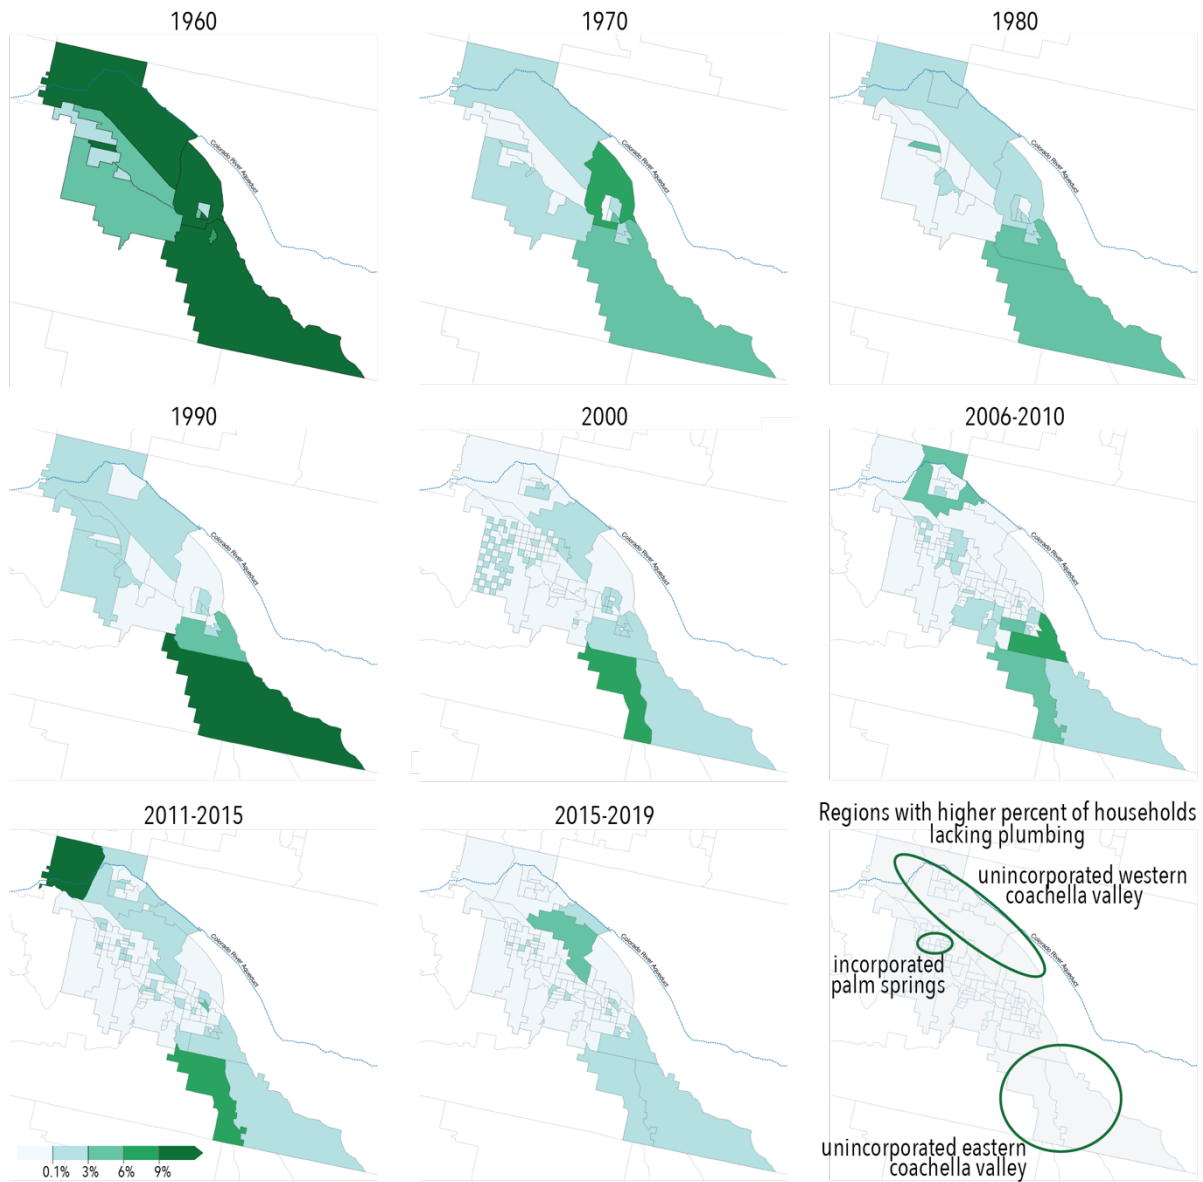 1960
1970
1980
Colorado River Aqueduct
Colorado River Aqueduct
Colorado River Aqueduct
1990
2000
2006-2010
Colorado River Aqueduct
Colorado River Aqueduct
Colorado River Aqueduct
2011-2015
2015-2019
Regions with higher percent of households
lacking plumbing
unincorporated western
coachella valley
Colorado River Aqueduct
Colorado River Aqueduct
Colorado River Aqueduct
incorporated
palm springs
unincorporated eastern
coachella valley
0.1% 3% 6% 9%